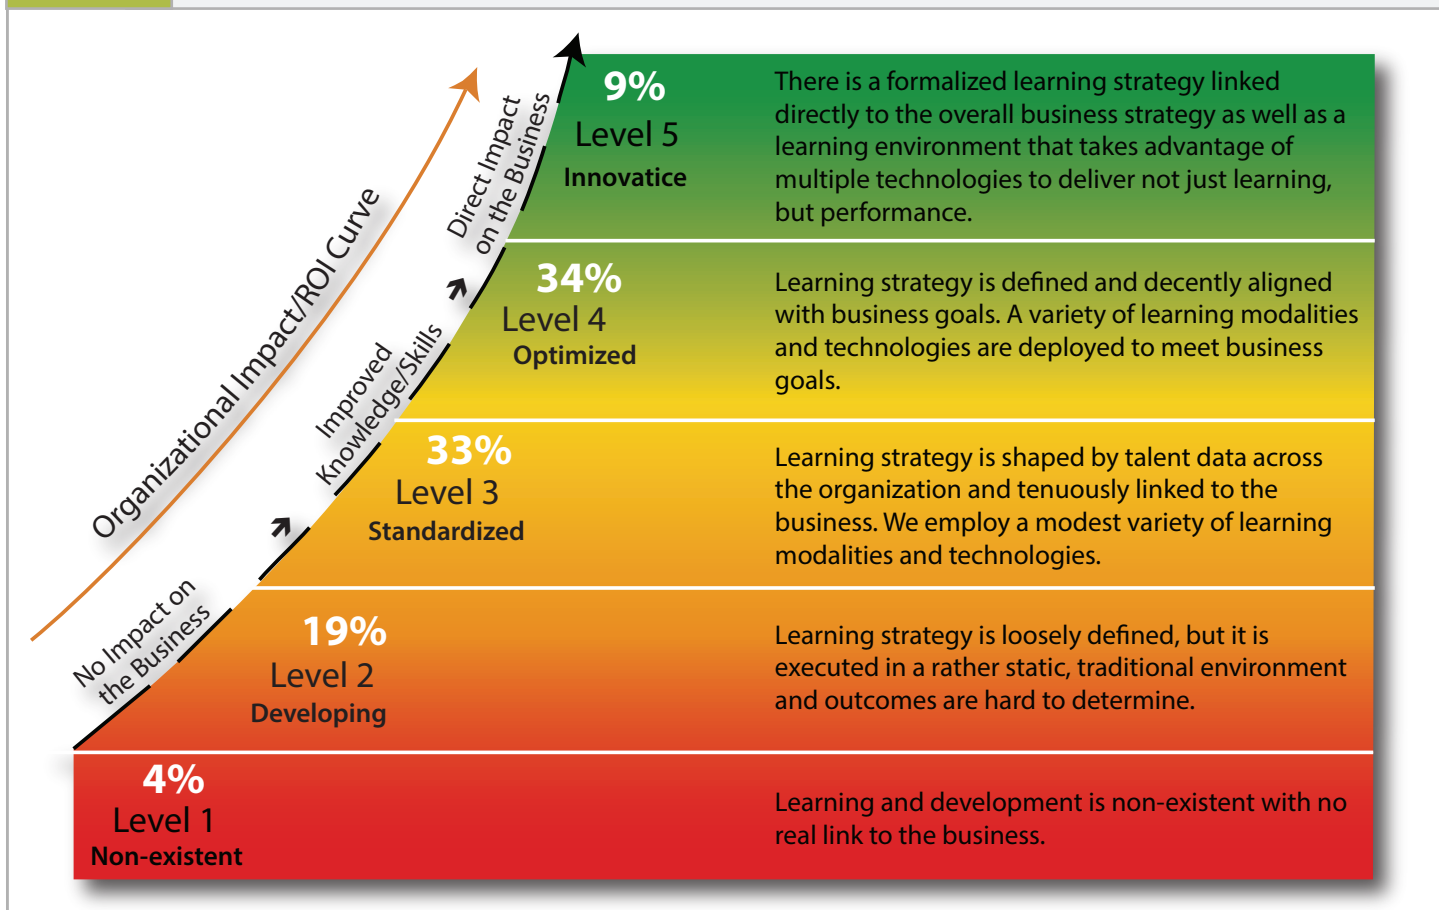 9%
Level 5
Innovatice
There is a formalized learning strategy linked
directly to the overall business strategy as well as a
learning environment that takes advantage of
multiple technologies to deliver not just learning,
but performance.
34%
Level 4
Optimized
Learning strategy is defined and decently aligned
with business goals. A variety of learning modalities
and technologies are deployed to meet business
goals.
33%
Level 3
Standardized
Learning strategy is shaped by talent data across
the organization and tenuously linked to the
business. We employ a modest variety of learning
modalities and technologies.
19%
Level 2
Developing
Learning strategy is loosely defined, but it is
executed in a rather static, traditional environment
and outcomes are hard to determine.
4%
Level 1
Non-existent
Learning and development is non-existent with no
real link to the business.
Organizational Impact/ROI Curve
Direct Impact
on the Business
Improved
Knowledge/Skills
No Impact on
the Business